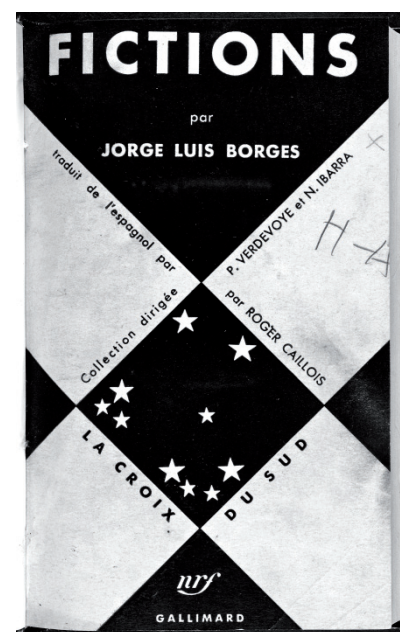 FICTIONS
par
JORGE LUIS BORGES
traduit de l'espagnol par
P. VERDEVOYE et N. IBARRA
Collection dirigée
par ROGER CAILLOIS
LA CROIX
DU SUD
nrf
GALLIMARD